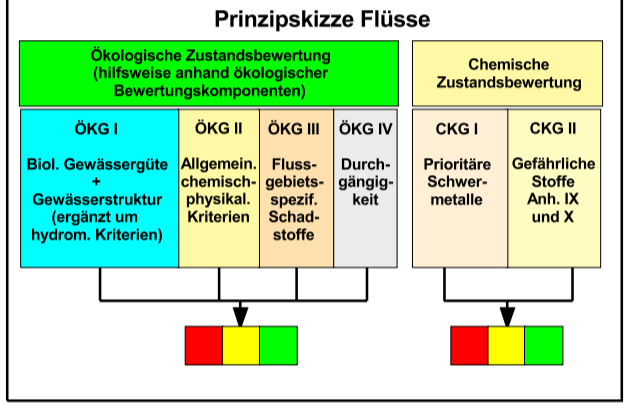 Prinzipskizze Flüsse
Ökologische Zustandsbewertung
(hilfsweise anhand ökologischer
Bewertungskomponenten)
Chemische
Zustandsbewertung
ÖKG I
Biol. Gewässergüte
+
Gewässerstruktur
(ergänzt um
hydrom. Kriterien)
ÖKG II
Allgemein.
chemisch-
physikal.
Kriterien
ÖKG III
Fluss-
gebiets-
spezif.
Schad-
stoffe
ÖKG IV
Durch-
gängig-
keit
CKG I
Prioritäre
Schwer-
metalle
CKG II
Gefährliche
Stoffe
Anh. IX
und X